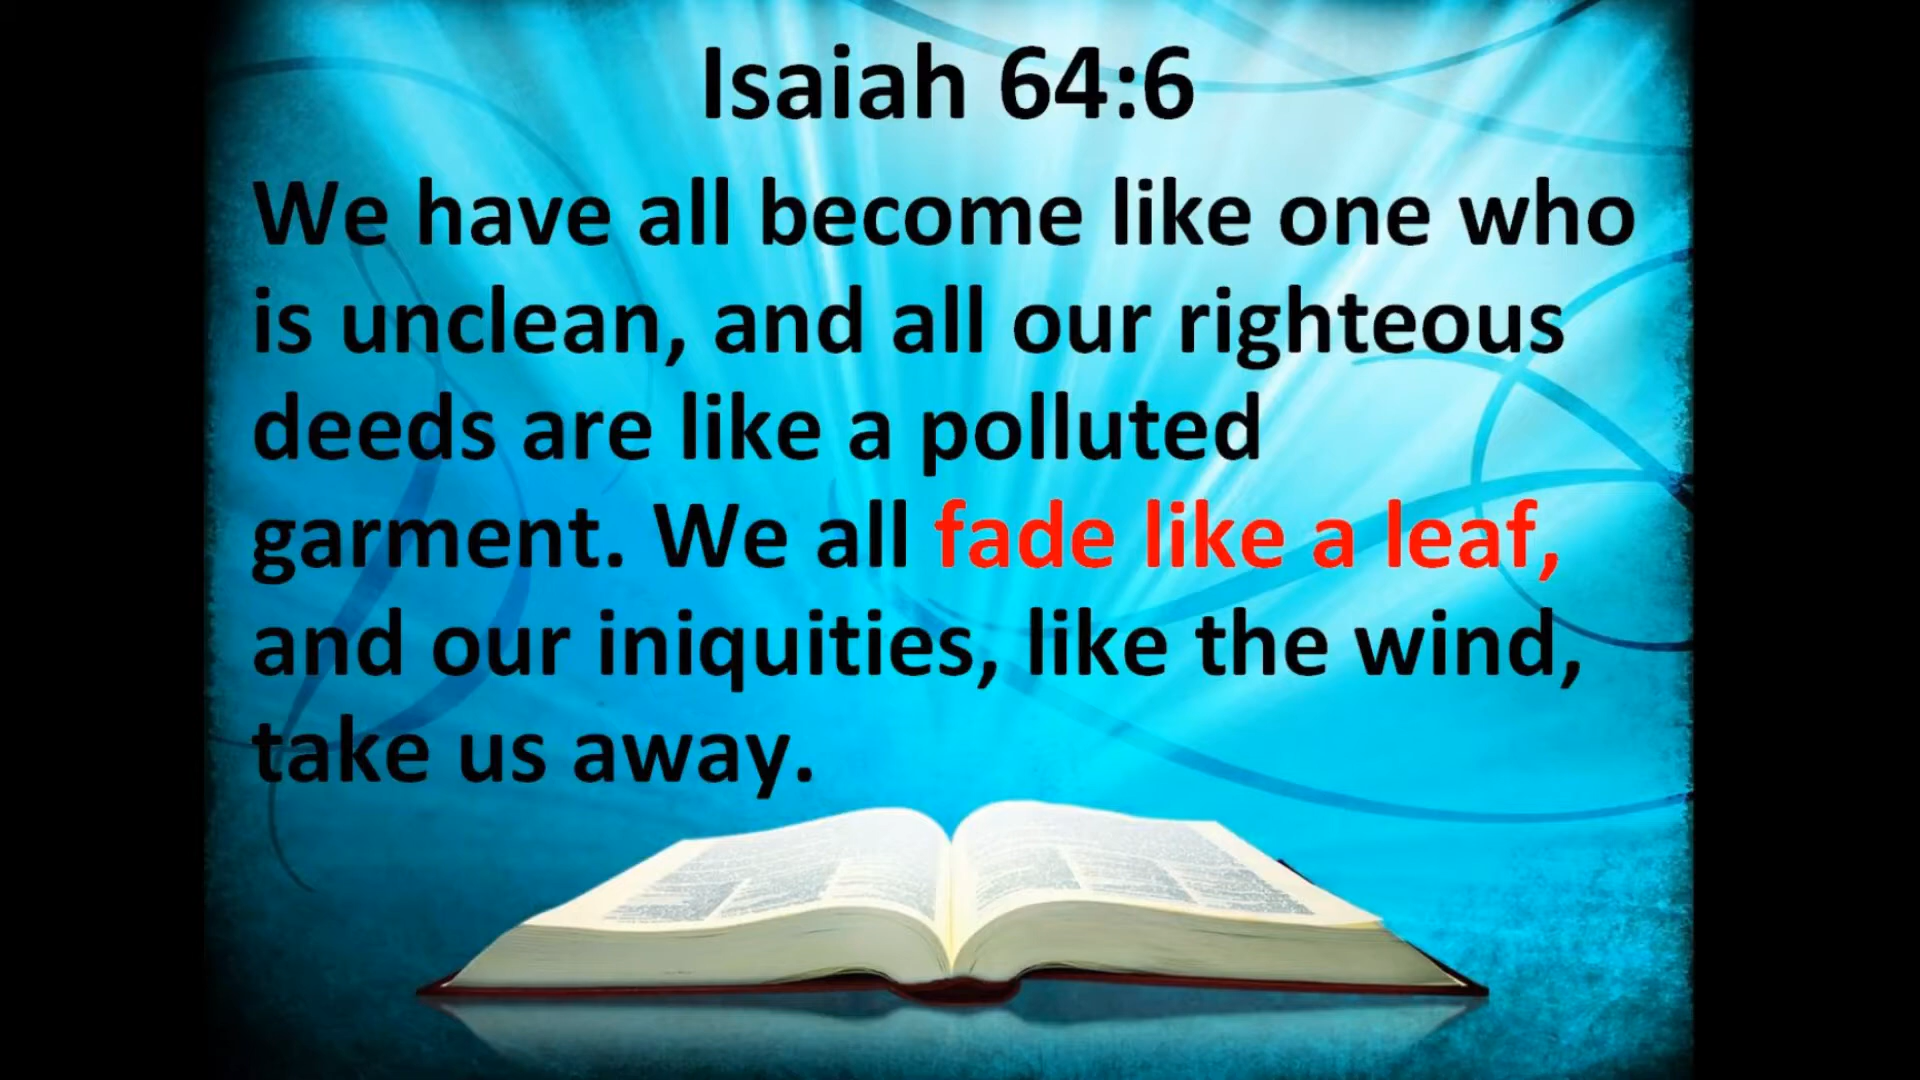 Isaiah 64:6
We have all become like one who
is unclean, and all our righteous
deeds are like a polluted
garment. We all fade like a leaf,
and our iniquities, like the wind,
take us away.